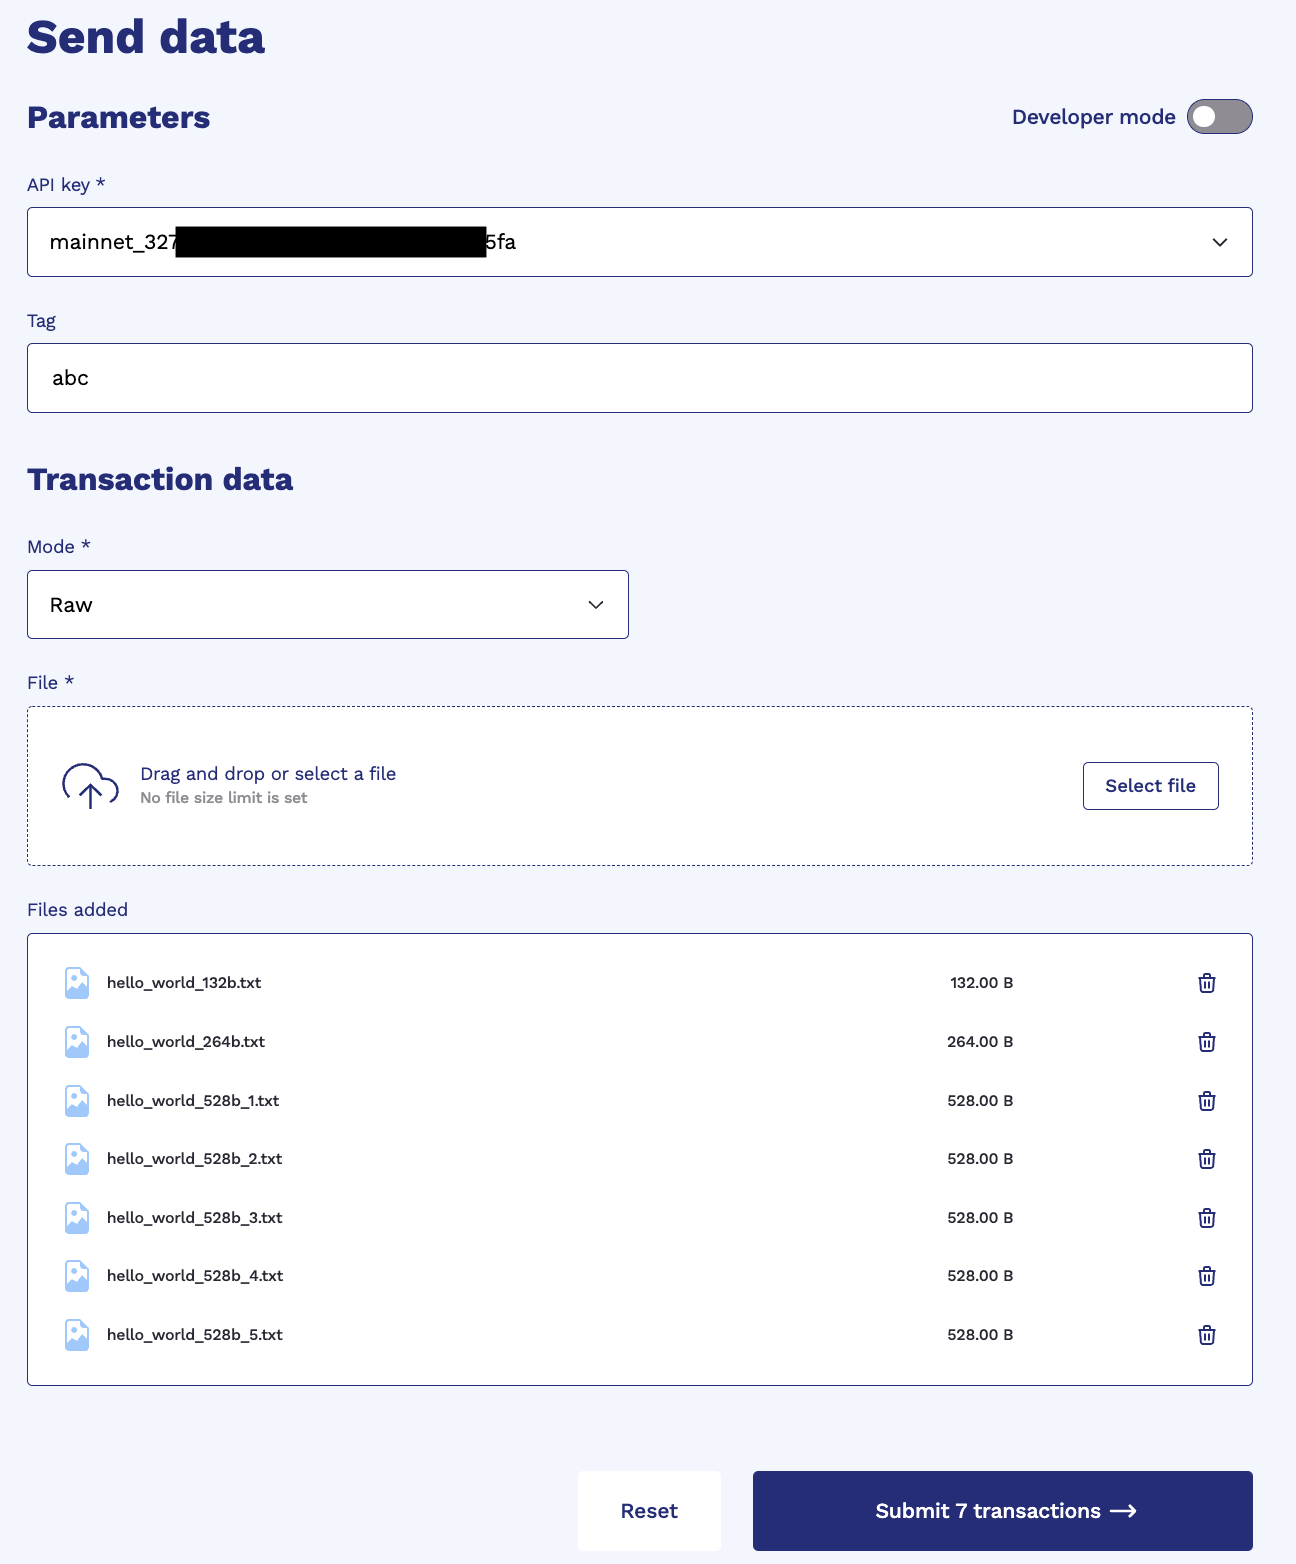 Send data
Parameters
Developer mode
API key *
mainnet_327 5fa
Tag
abc
Transaction data
Mode *
Raw
File *
Drag and drop or select a file
No file size limit is set
Select file
Files added
hello_world_132b.txt 132.00 B
hello_world_264b.txt 264.00 B
hello_world_528b_1.txt 528.00 B
hello_world_528b_2.txt 528.00 B
hello_world_528b_3.txt 528.00 B
hello_world_528b_4.txt 528.00 B
hello_world_528b_5.txt 528.00 B
Reset
Submit 7 transactions →